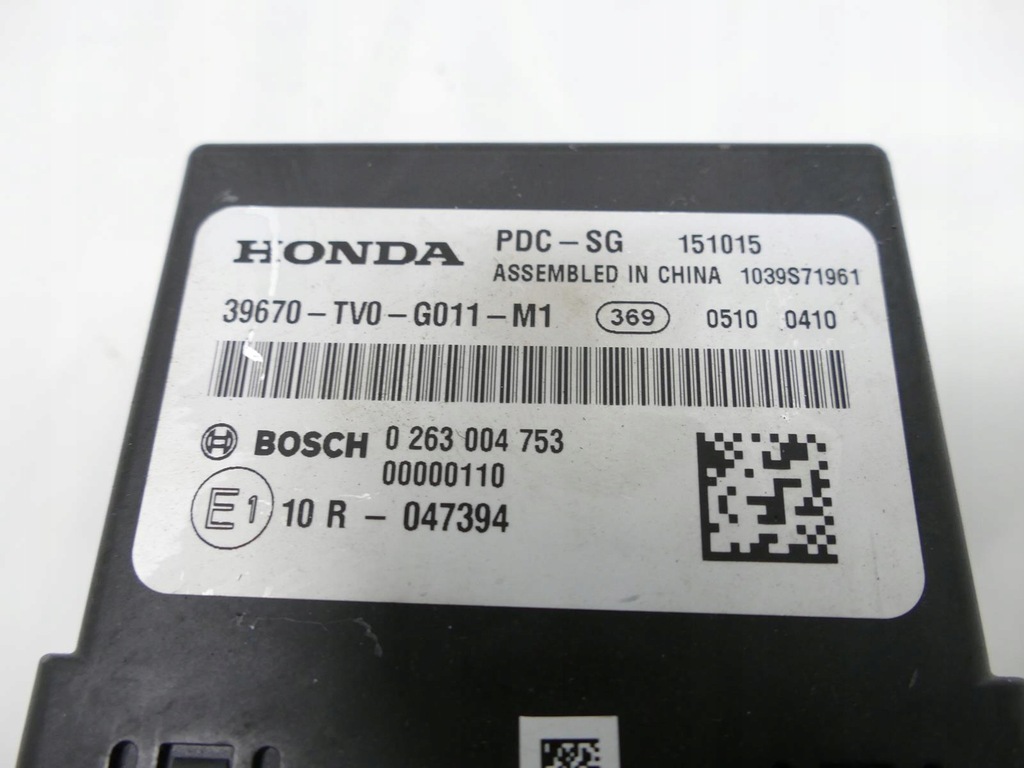 HONDA PDC-SG 151015
ASSEMBLED IN CHINA 1039S71961
39670-TV0-G011-M1 369 0510 0410
BOSCH 0 263 004 753
00000110
E1 10 R - 047394